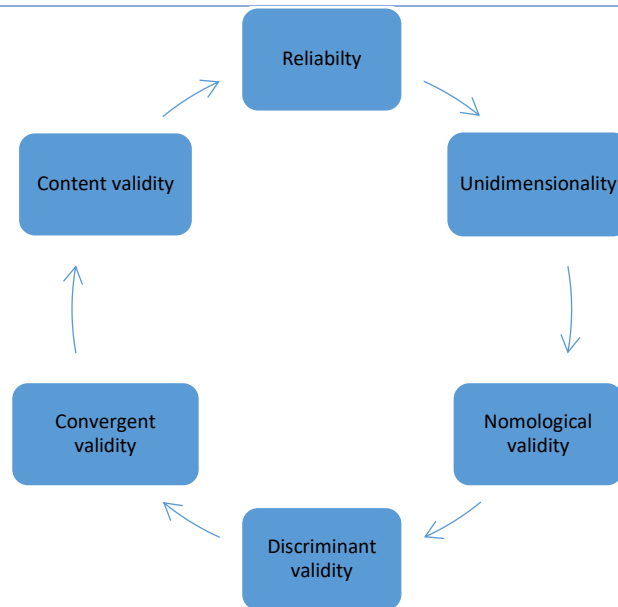 Reliabilty
Unidimensionality
Nomological
validity
Discriminant
validity
Convergent
validity
Content validity